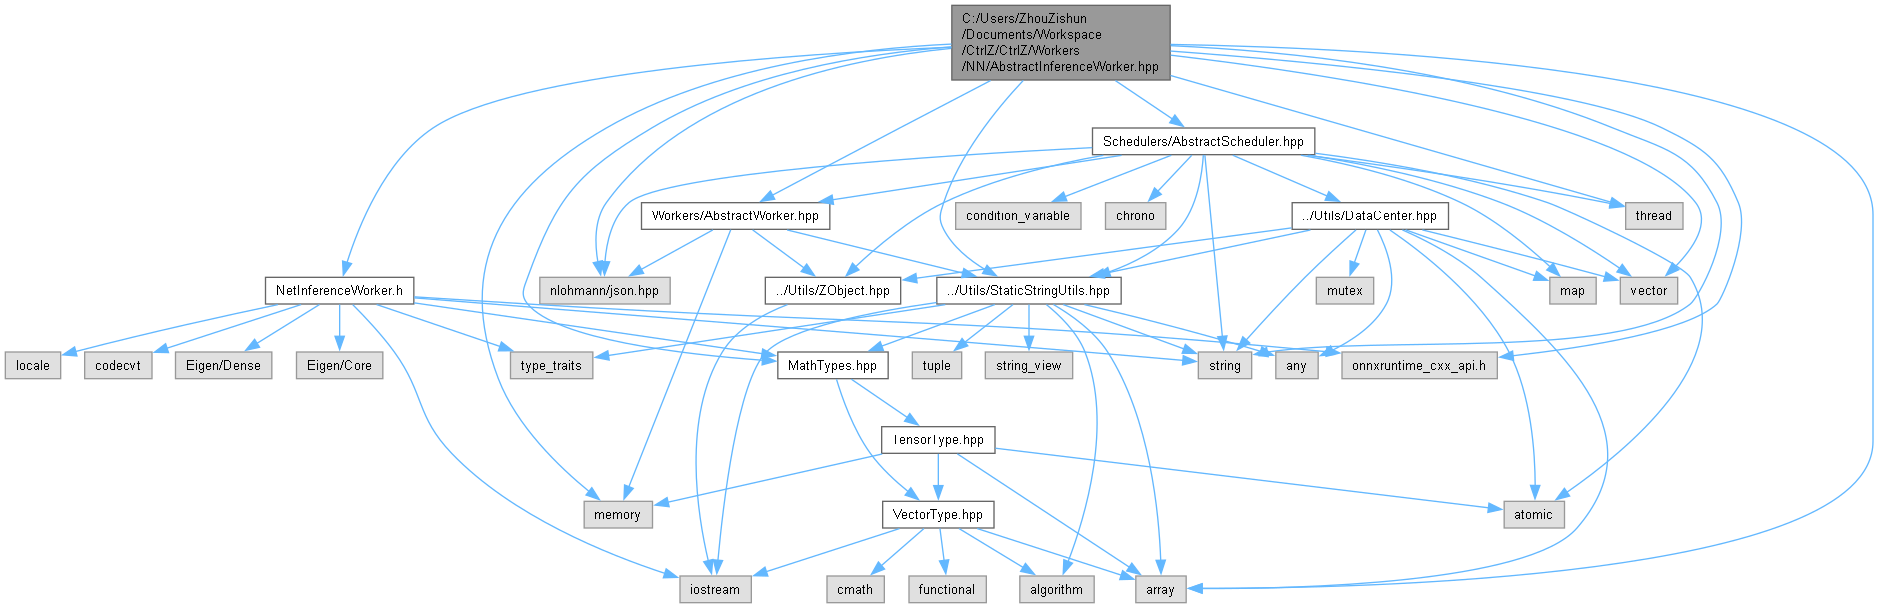 C:/Users/ZhouZishun
/Documents/Workspace
/CtrlZ/CtrlZ/Workers
/NN/AbstractInferenceWorker.hpp
Schedulers/AbstractScheduler.hpp
Workers/AbstractWorker.hpp
condition_variable
chrono
../Utils/DataCenter.hpp
thread
NetInferenceWorker.h
nlohmann/json.hpp
../Utils/ZObject.hpp
../Utils/StaticStringUtils.hpp
mutex
map
vector
locale
codecvt
Eigen/Dense
Eigen/Core
type_traits
MathTypes.hpp
tuple
string_view
string
any
onnxruntime_cxx_api.h
TensorType.hpp
memory
VectorType.hpp
atomic
iostream
cmath
functional
algorithm
array